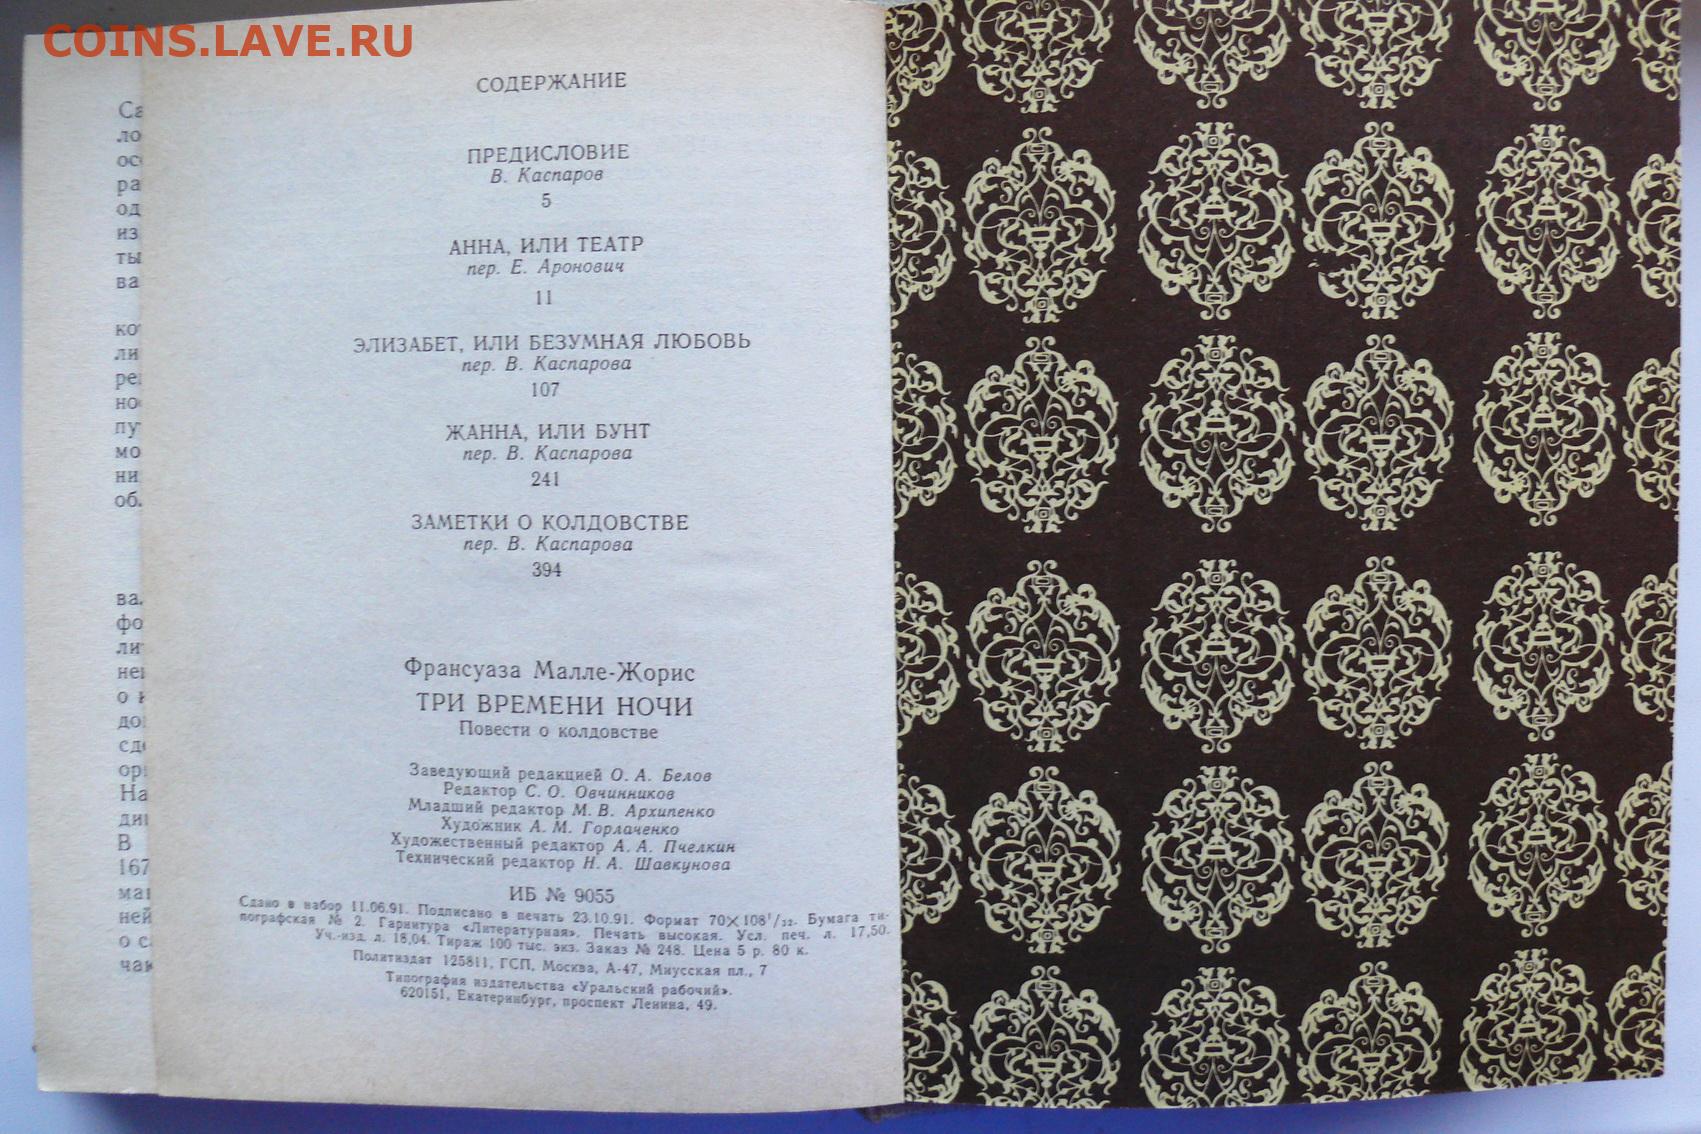 COINS.LAVE.RU
СОДЕРЖАНИЕ
ПРЕДИСЛОВИЕ
В. Каспаров
5
АННА, ИЛИ ТЕАТР
пер. Е. Аронович
11
ЭЛИЗАБЕТ, ИЛИ БЕЗУМНАЯ ЛЮБОВЬ
пер. В. Каспарова
107
ЖАННА, ИЛИ БУНТ
пер. В. Каспарова
241
ЗАМЕТКИ О КОЛДОВСТВЕ
пер. В. Каспарова
394
Франсуаза Малле-Жорис
ТРИ ВРЕМЕНИ НОЧИ
Повести о колдовстве
Заведующий редакцией О. А. Белов
Редактор С. О. Овчинников
Младший редактор М. В. Архипенко
Художник А. М. Горлаченко
Художественный редактор А. А. Пчелкин
Технический редактор Н. А. Шавкунова
ИБ № 9055
Сдано в набор 11.06.91. Подписано в печать 23.10.91. Формат 70×108¹/₃₂. Бумага ти-
пографская № 2. Гарнитура «Литературная». Печать высокая. Усл. печ. л. 17,50.
Уч.-изд. л. 18,04. Тираж 100 тыс. экз. Заказ № 248. Цена 5 р. 80 к.
Политиздат 125811, ГСП, Москва, А-47, Миусская пл., 7
Типография издательства «Уральский рабочий».
620151, Екатеринбург, проспект Ленина, 49.